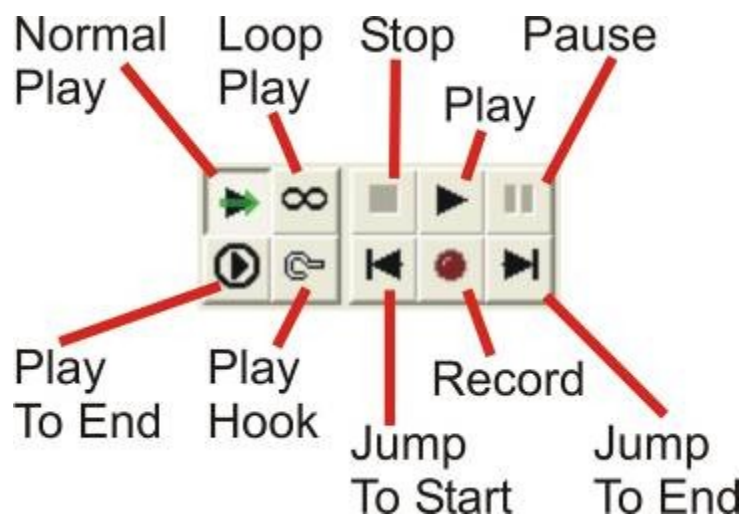 Normal
Play
Loop
Play
Stop
Pause
Play
Play
To End
Play
Hook
Record
Jump
To Start
Jump
To End